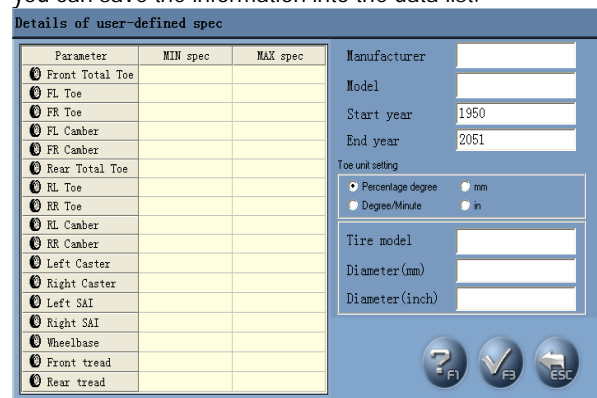 you can save the information into the data list.
Details of user-defined spec
Parameter MIN spec MAX spec
Front Total Toe
FL Toe
FR Toe
FL Camber
FR Camber
Rear Total Toe
RL Toe
RR Toe
RL Camber
RR Camber
Left Caster
Right Caster
Left SAI
Right SAI
Wheelbase
Front tread
Rear tread
Manufacturer
Model
Start year 1950
End year 2051
Toe unit setting
Percentage degree mm
Degree/Minute in
Tire model
Diameter(mm)
Diameter(inch)
? F1 F3 ESC